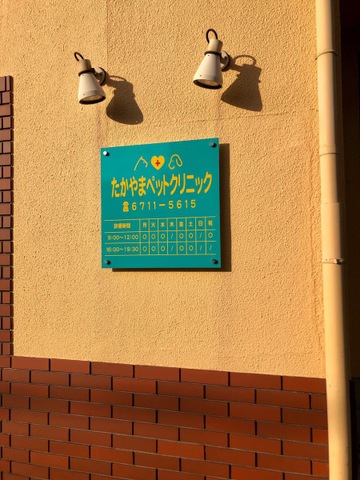 たかやまペットクリニック
☎6711-5615
診療時間 月 火 水 木 金 土 日 祝
9:00〜12:00 ○ ○ ○ / ○ ○ / ○
16:00〜19:30 ○ ○ ○ / ○ / / /